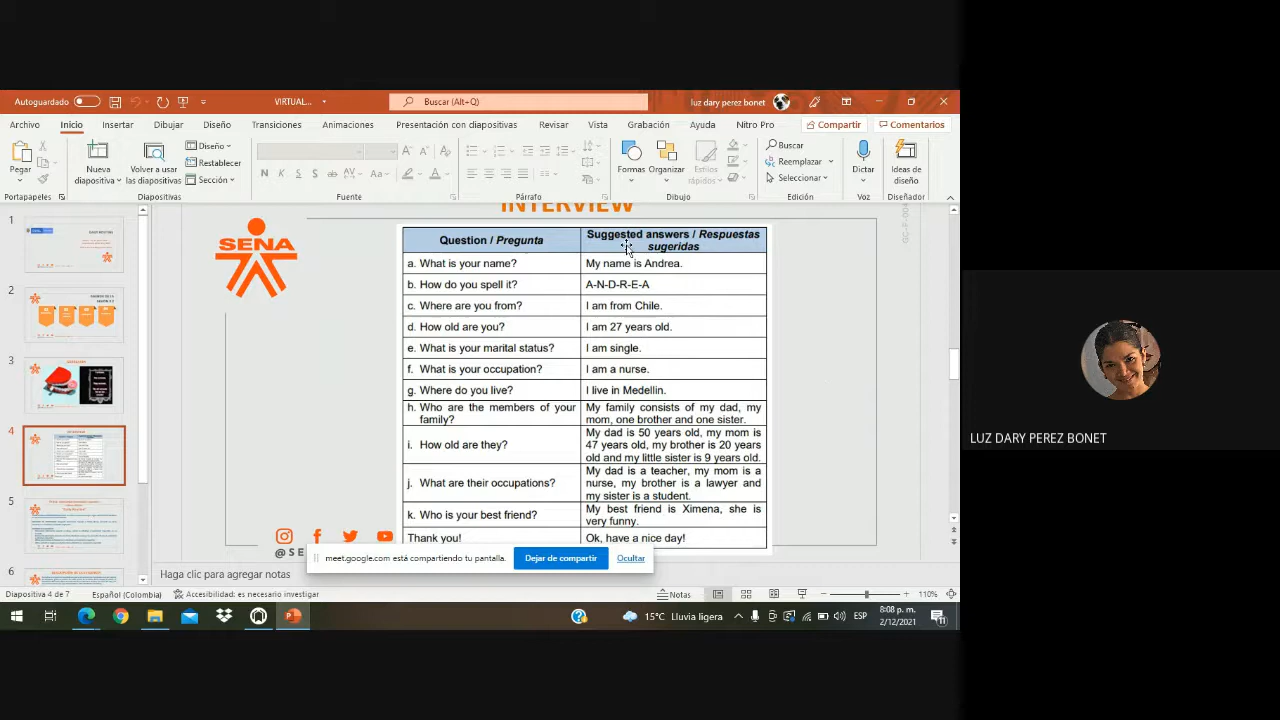 Autoguardado
VIRTUAL...
Buscar (Alt+Q)
luz dary perez bonet
Archivo Inicio Insertar Dibujar Diseño Transiciones Animaciones Presentación con diapositivas Revisar Vista Grabación Ayuda Nitro Pro Compartir Comentarios
Pegar
Portapapeles
Nueva diapositiva
Volver a usar las diapositivas
Diseño
Restablecer
Sección
Diapositivas
N K S S ab AV Aa A
Fuente
Párrafo
Formas
Organizar
Estilos rápidos
Dibujo
Buscar
Reemplazar
Seleccionar
Edición
Dictar
Voz
Ideas de diseño
Diseñador
1
2
3
4
5
6
INTERVIEW
SENA
Question / Pregunta
Suggested answers / Respuestas
sugeridas
a. What is your name?
My name is Andrea.
b. How do you spell it?
A-N-D-R-E-A
c. Where are you from?
I am from Chile.
d. How old are you?
I am 27 years old.
e. What is your marital status?
I am single.
f. What is your occupation?
I am a nurse.
g. Where do you live?
I live in Medellin.
h. Who are the members of your
family?
My family consists of my dad, my
mom, one brother and one sister.
i. How old are they?
My dad is 50 years old, my mom is
47 years old, my brother is 20 years
old and my little sister is 9 years old.
j. What are their occupations?
My dad is a teacher, my mom is a
nurse, my brother is a lawyer and
my sister is a student.
k. Who is your best friend?
My best friend is Ximena, she is
very funny.
Thank you!
Ok, have a nice day!
@SE
meet.google.com está compartiendo tu pantalla.
Dejar de compartir
Ocultar
Haga clic para agregar notas
Diapositiva 4 de 7
Español (Colombia)
Accesibilidad: es necesario investigar
Notas
110%
15°C Lluvia ligera
ESP
8:08 p. m.
2/12/2021
11
LUZ DARY PEREZ BONET